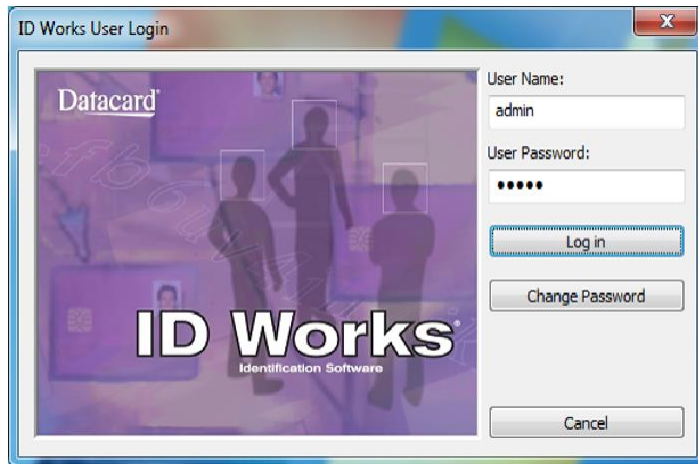 ID Works User Login
Datacard®
ID Works®
Identification Software
User Name:
admin
User Password:
•••••
Log in
Change Password
Cancel